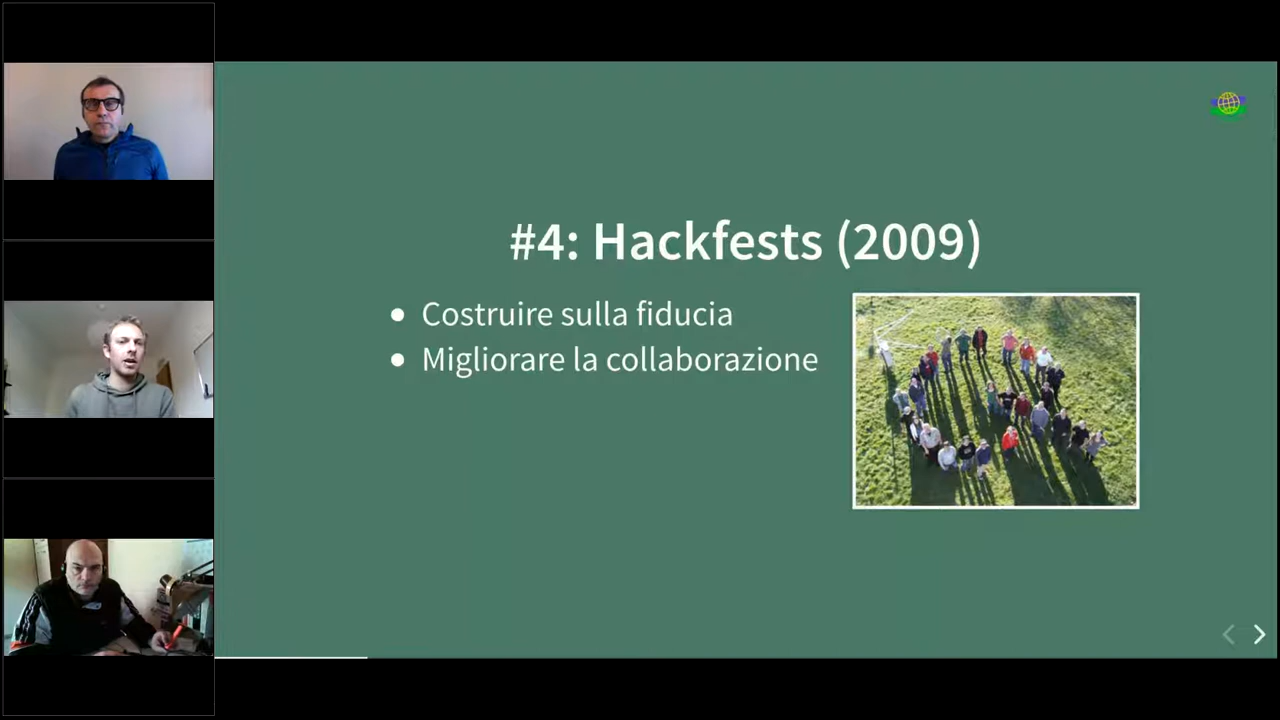 #4: Hackfests (2009)
Costruire sulla fiducia
Migliorare la collaborazione